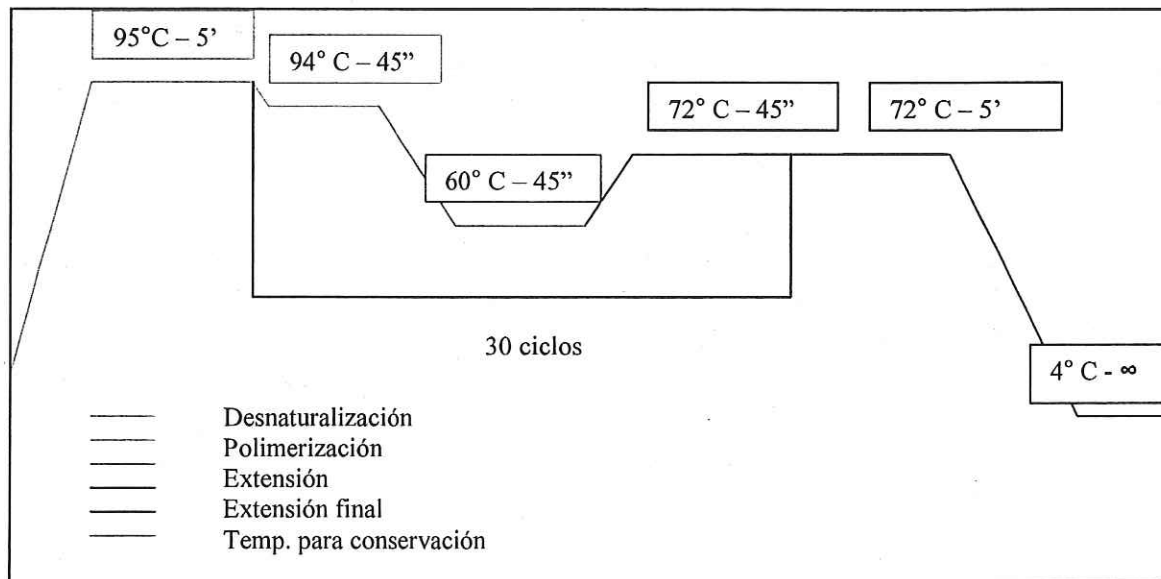 95°C – 5’
94° C – 45”
72° C – 45”
72° C – 5’
60° C – 45”
30 ciclos
4° C - ∞
Desnaturalización
Polimerización
Extensión
Extensión final
Temp. para conservación